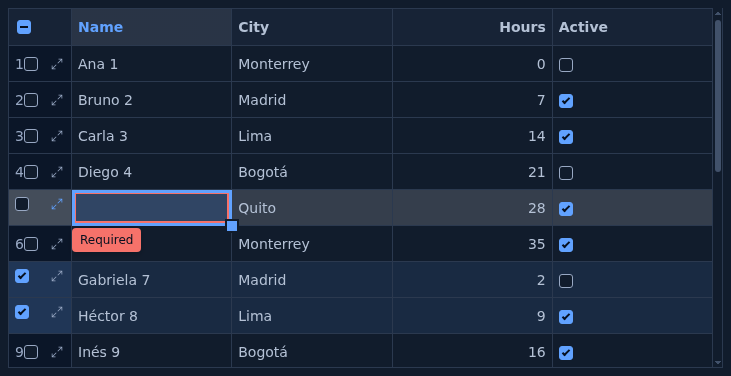 Name City Hours Active
1 Ana 1 Monterrey 0
2 Bruno 2 Madrid 7
3 Carla 3 Lima 14
4 Diego 4 Bogotá 21
Quito 28
Required
6 Monterrey 35
Gabriela 7 Madrid 2
Héctor 8 Lima 9
9 Inés 9 Bogotá 16